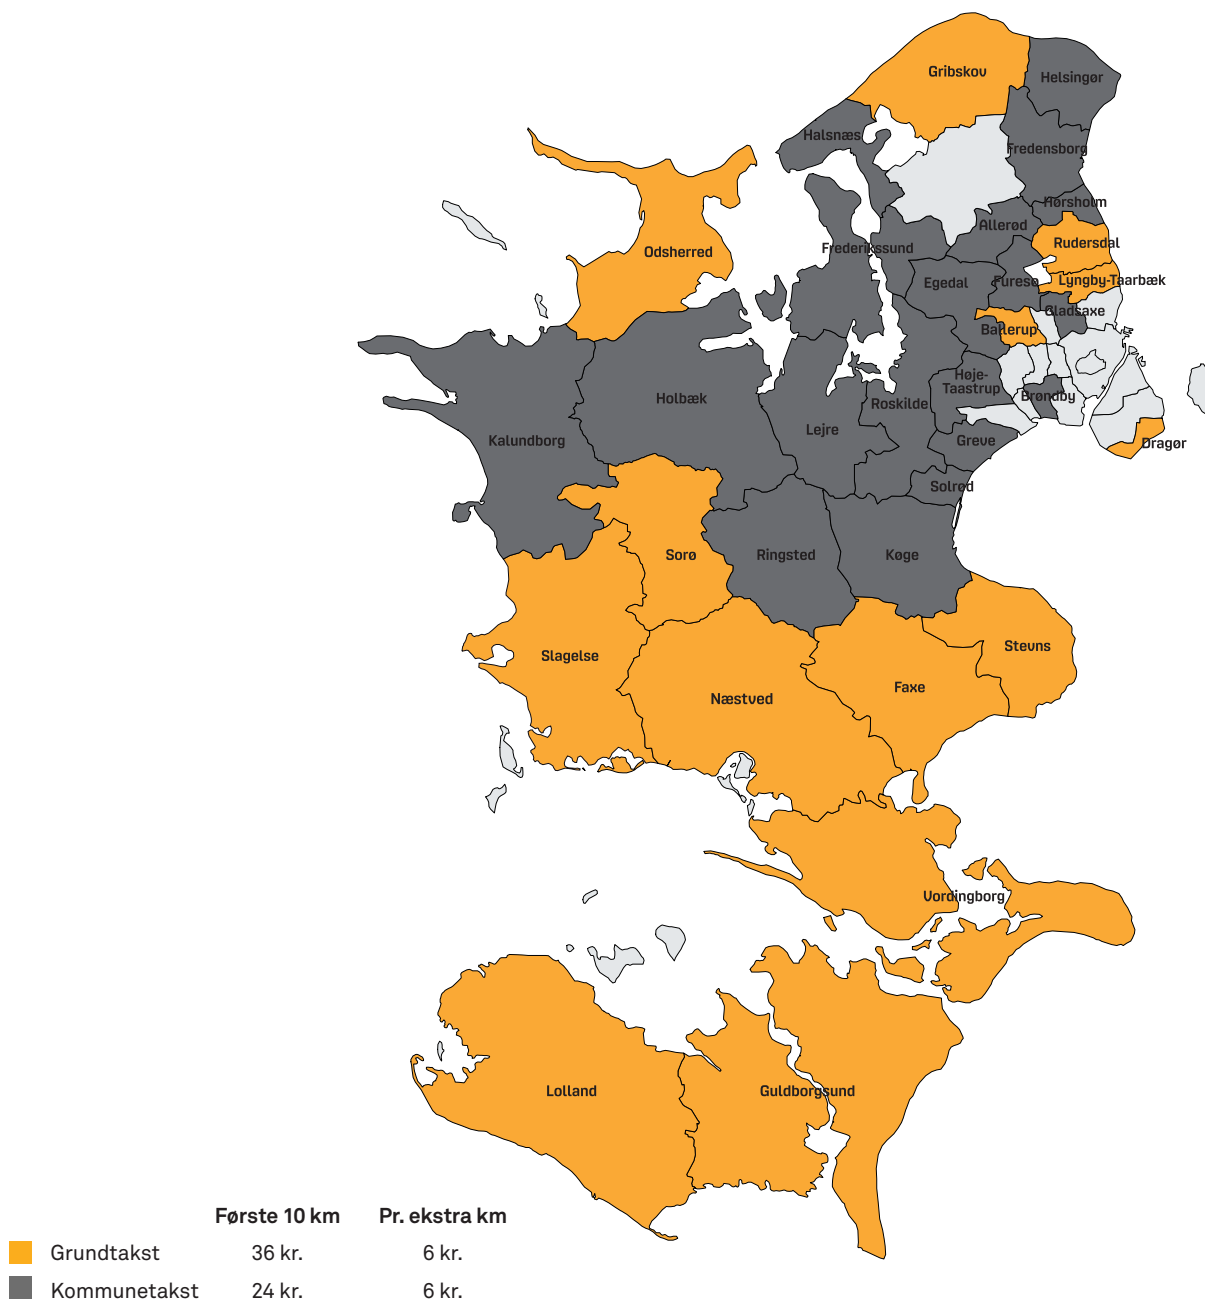 Gribskov
Helsingør
Halsnæs
Fredensborg
Hørsholm
Allerød
Rudersdal
Frederikssund
Odsherred
Egedal
Furesø
Lyngby-Taarbæk
Gladsaxe
Ballerup
Høje-
Taastrup
Brøndby
Holbæk
Roskilde
Lejre
Kalundborg
Greve
Dragør
Solrød
Sorø
Ringsted
Køge
Stevns
Slagelse
Faxe
Næstved
Vordingborg
Lolland
Guldborgsund
Første 10 km Pr. ekstra km
Grundtakst 36 kr. 6 kr.
Kommunetakst 24 kr. 6 kr.